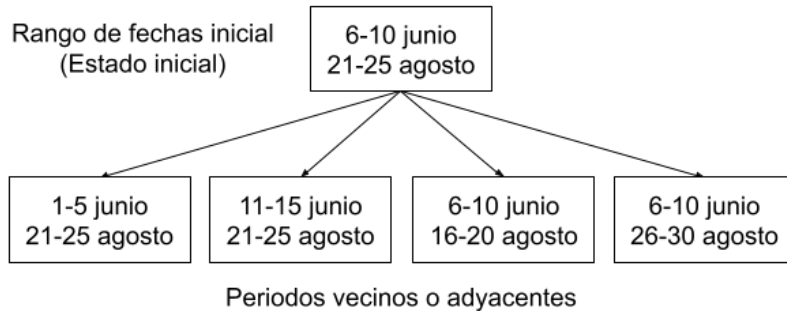 Rango de fechas inicial
(Estado inicial)
6-10 junio
21-25 agosto
1-5 junio
21-25 agosto
11-15 junio
21-25 agosto
6-10 junio
16-20 agosto
6-10 junio
26-30 agosto
Periodos vecinos o adyacentes